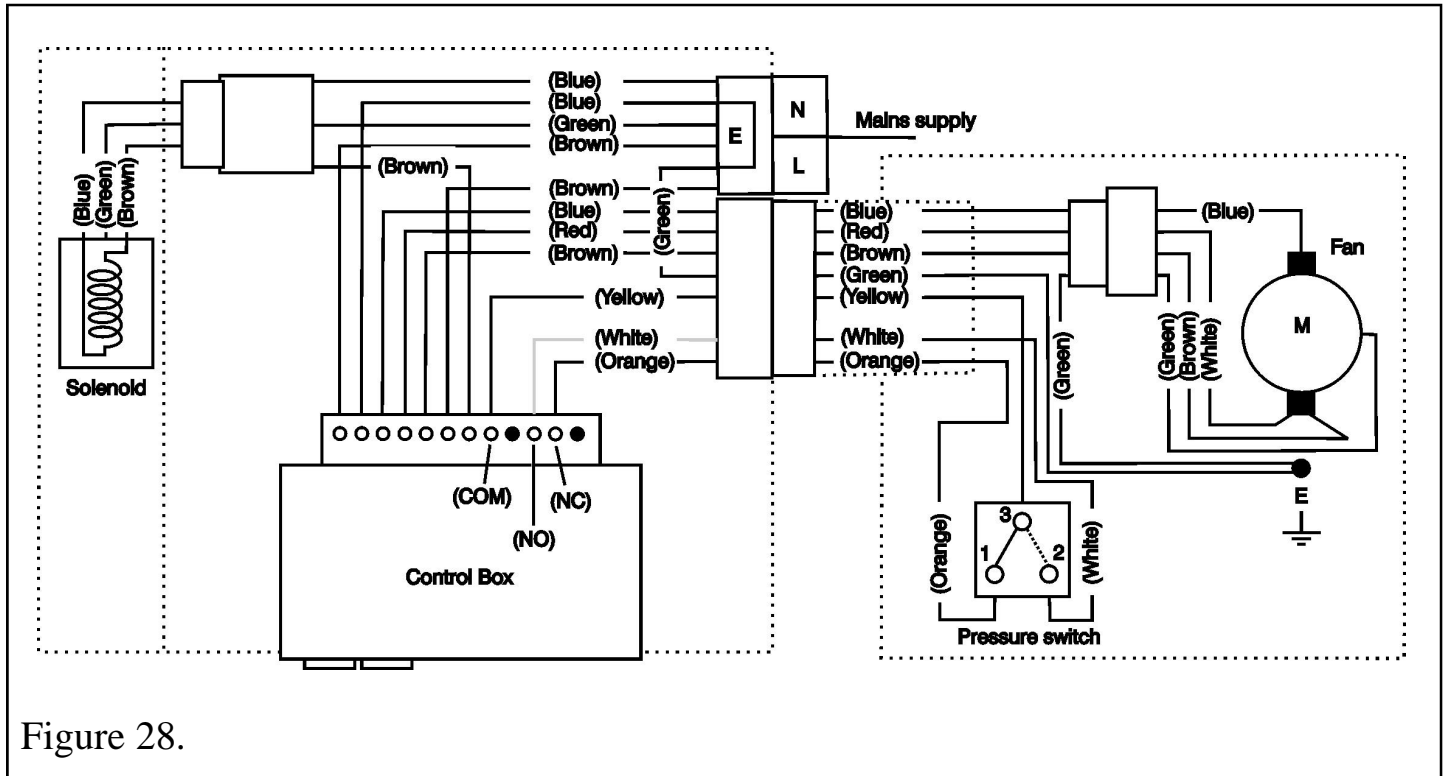 (Blue)
(Blue)
(Green)
(Brown)
(Brown)
(Brown)
(Blue)
(Red)
(Brown)
(Green)
(Yellow)
(White)
(Orange)
N
E
L
Mains supply
(Blue)
(Green)
(Brown)
Solenoid
(Blue)
(Red)
(Brown)
(Green)
(Yellow)
(White)
(Orange)
(Blue)
Fan
M
(Green)
(Green)
(Brown)
(White)
E
(COM)
(NC)
(NO)
Control Box
(Orange)
3
1
2
(White)
Pressure switch
Figure 28.